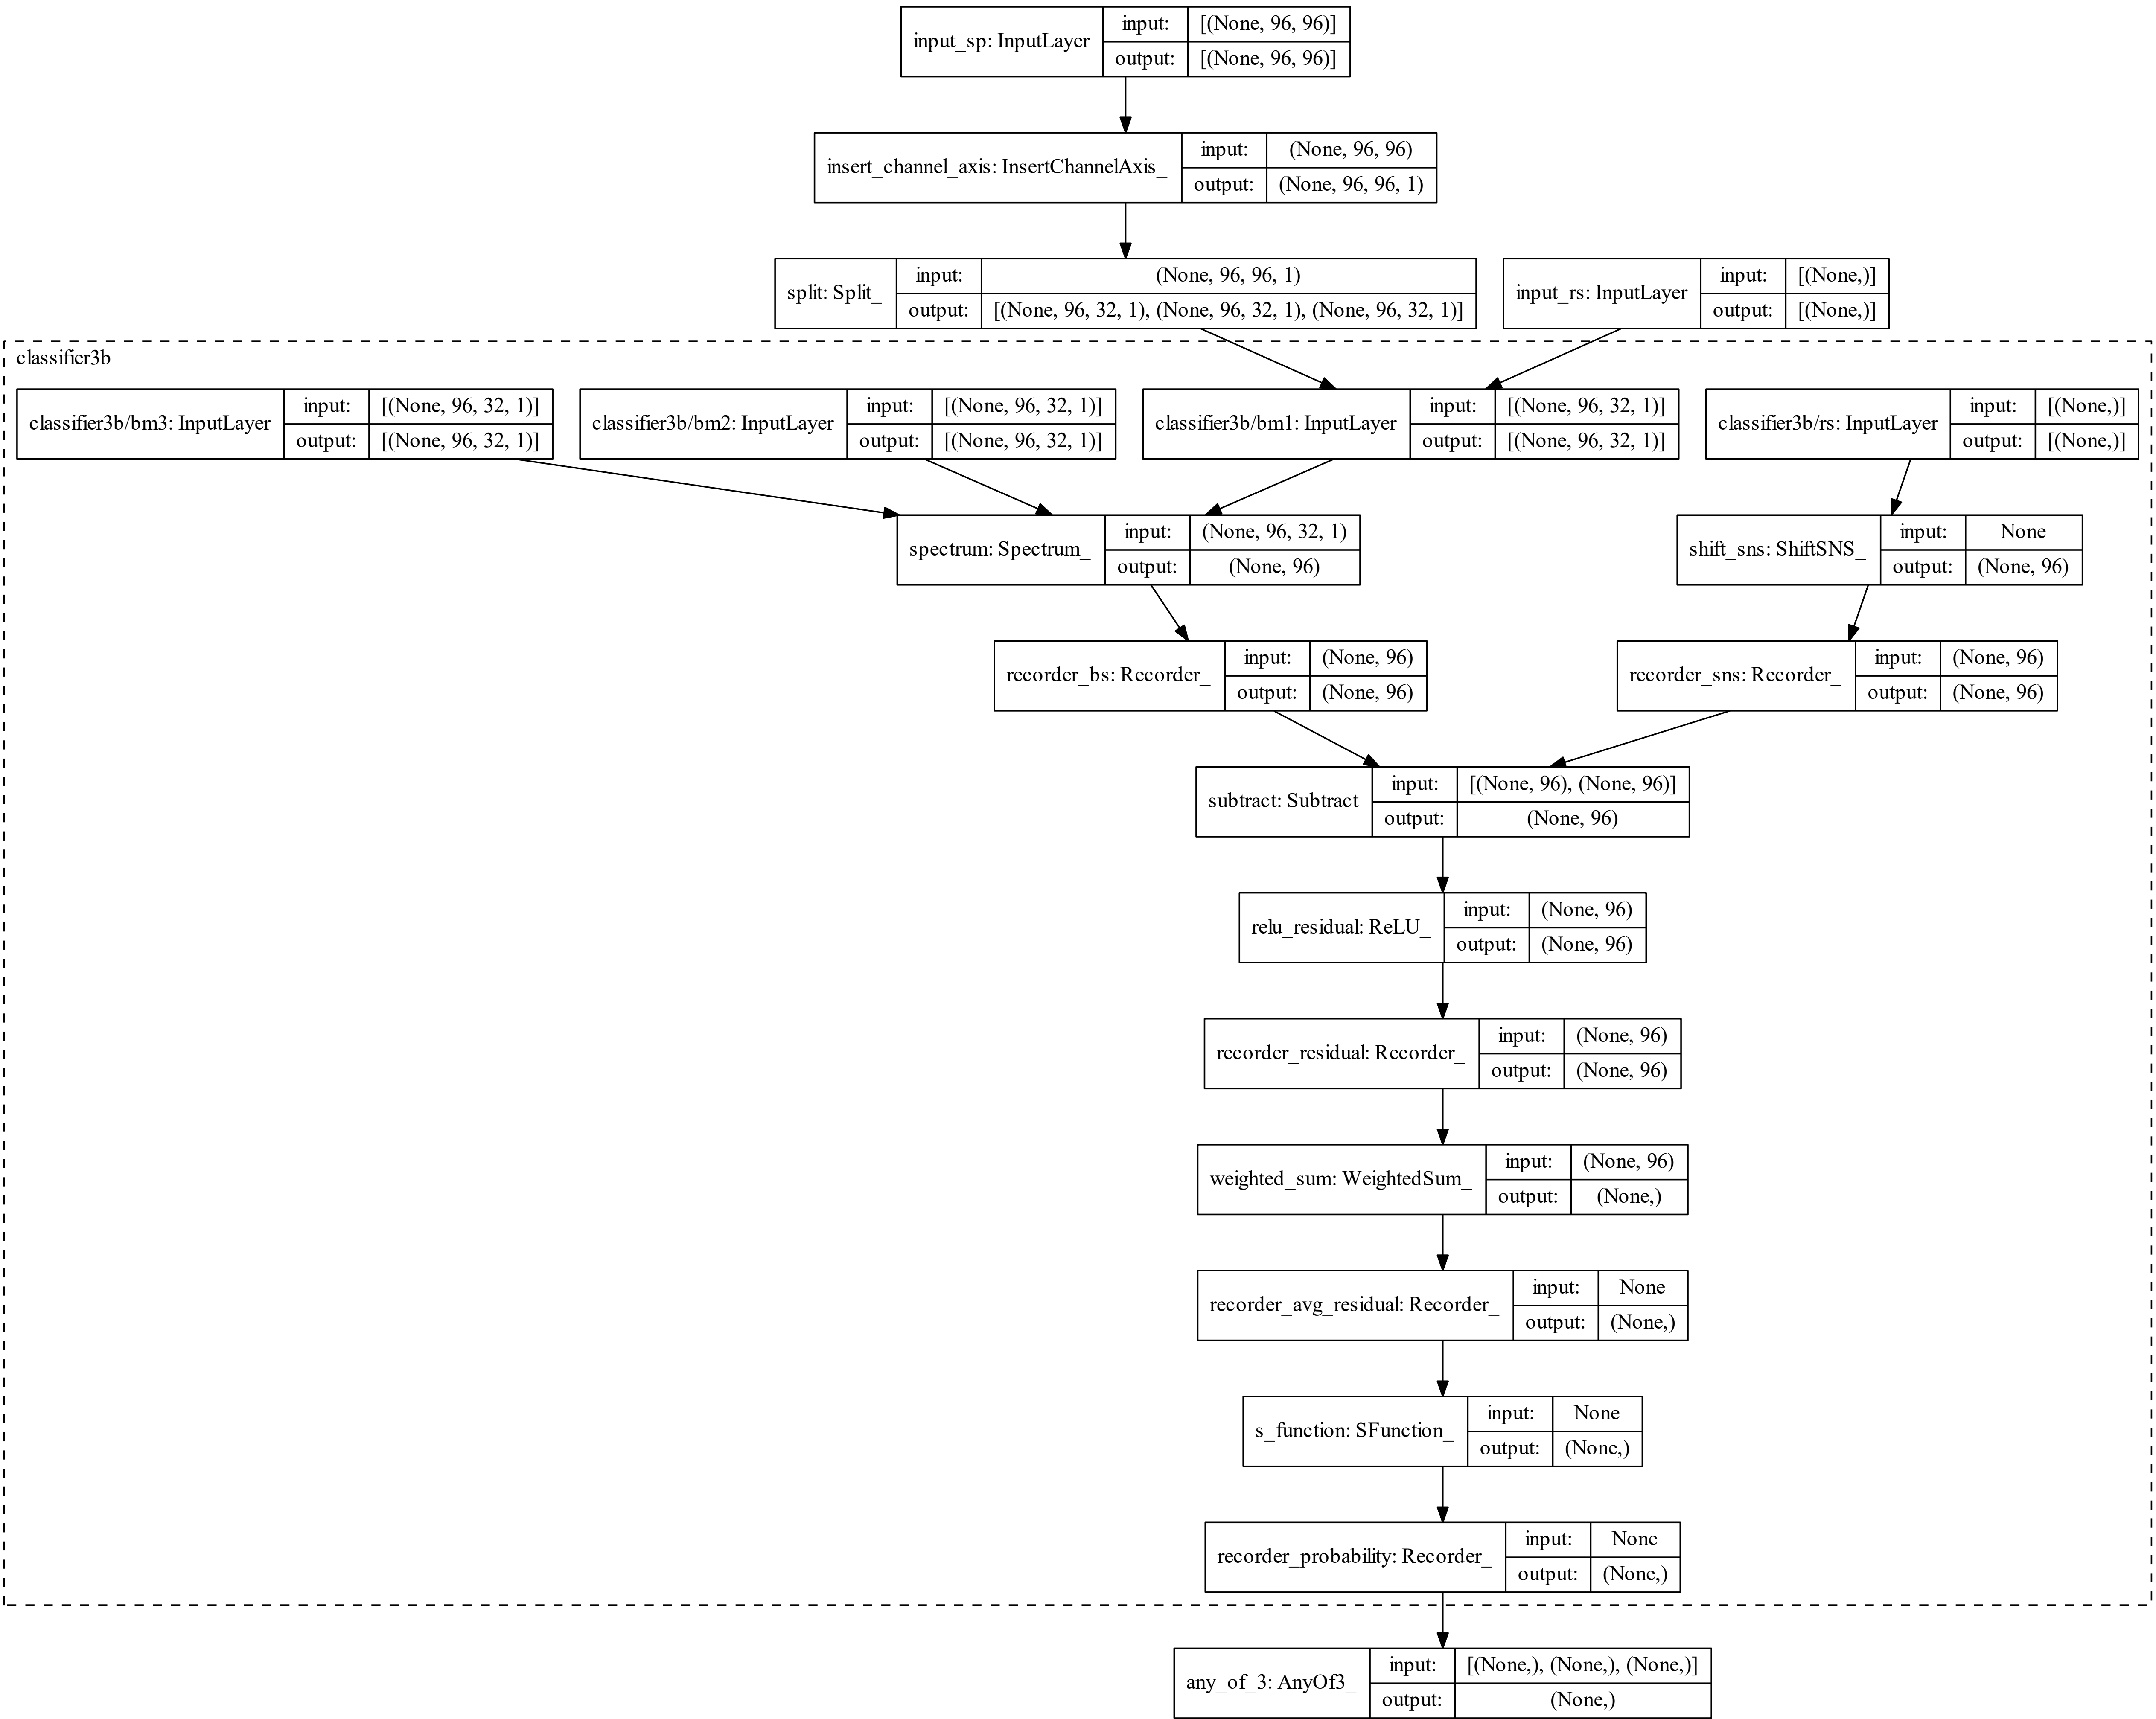 input_sp: InputLayer
input:
[(None, 96, 96)]
output:
[(None, 96, 96)]
insert_channel_axis: InsertChannelAxis_
input:
(None, 96, 96)
output:
(None, 96, 96, 1)
split: Split_
input:
(None, 96, 96, 1)
output:
[(None, 96, 32, 1), (None, 96, 32, 1), (None, 96, 32, 1)]
input_rs: InputLayer
input:
[(None,)]
output:
[(None,)]
classifier3b
classifier3b/bm3: InputLayer
input:
[(None, 96, 32, 1)]
output:
[(None, 96, 32, 1)]
classifier3b/bm2: InputLayer
input:
[(None, 96, 32, 1)]
output:
[(None, 96, 32, 1)]
classifier3b/bm1: InputLayer
input:
[(None, 96, 32, 1)]
output:
[(None, 96, 32, 1)]
classifier3b/rs: InputLayer
input:
[(None,)]
output:
[(None,)]
spectrum: Spectrum_
input:
(None, 96, 32, 1)
output:
(None, 96)
shift_sns: ShiftSNS_
input:
None
output:
(None, 96)
recorder_bs: Recorder_
input:
(None, 96)
output:
(None, 96)
recorder_sns: Recorder_
input:
(None, 96)
output:
(None, 96)
subtract: Subtract
input:
[(None, 96), (None, 96)]
output:
(None, 96)
relu_residual: ReLU_
input:
(None, 96)
output:
(None, 96)
recorder_residual: Recorder_
input:
(None, 96)
output:
(None, 96)
weighted_sum: WeightedSum_
input:
(None, 96)
output:
(None,)
recorder_avg_residual: Recorder_
input:
None
output:
(None,)
s_function: SFunction_
input:
None
output:
(None,)
recorder_probability: Recorder_
input:
None
output:
(None,)
any_of_3: AnyOf3_
input:
[(None,), (None,), (None,)]
output:
(None,)